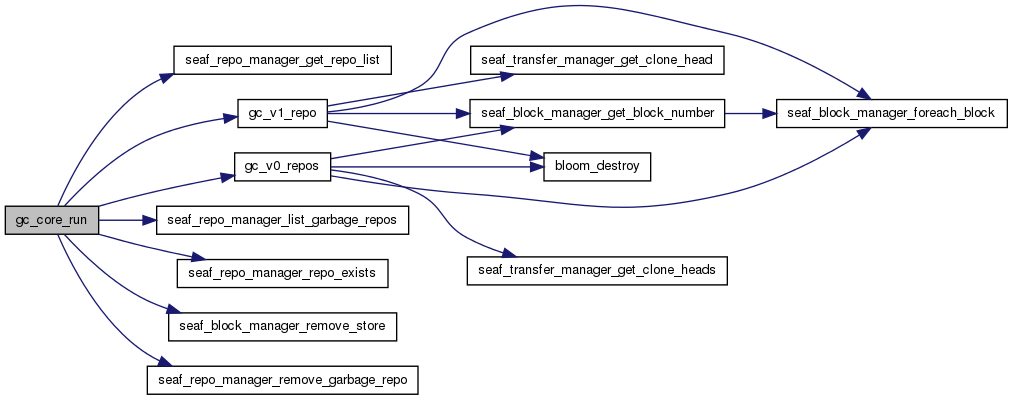 gc_core_run
seaf_repo_manager_get_repo_list
gc_v1_repo
gc_v0_repos
seaf_repo_manager_list_garbage_repos
seaf_repo_manager_repo_exists
seaf_block_manager_remove_store
seaf_repo_manager_remove_garbage_repo
seaf_transfer_manager_get_clone_head
seaf_block_manager_get_block_number
bloom_destroy
seaf_transfer_manager_get_clone_heads
seaf_block_manager_foreach_block